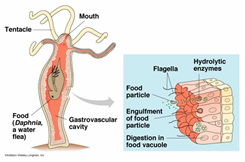 Mouth
Tentacle
Food
(Daphnia,
a water
flea)
Gastrovascular
cavity
Hydrolytic
enzymes
Flagella
Food
particle
Engulfment
of food
particle
Digestion in
food vacuole